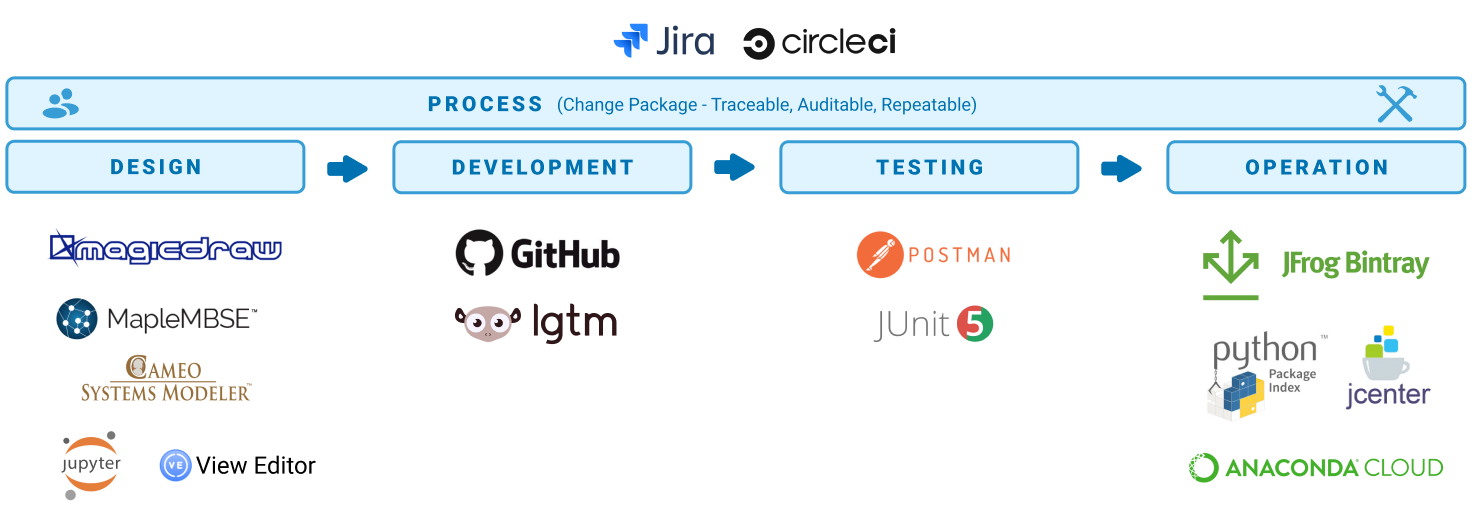 Jira circleci
PROCESS (Change Package - Traceable, Auditable, Repeatable)
DESIGN
DEVELOPMENT
TESTING
OPERATION
magicdraw
MapleMBSE™
CAMEO
SYSTEMS MODELER™
jupyter
VE View Editor
GitHub
lgtm
POSTMAN
JUnit 5
JFrog Bintray
python™
Package
Index
jcenter
ANACONDA CLOUD